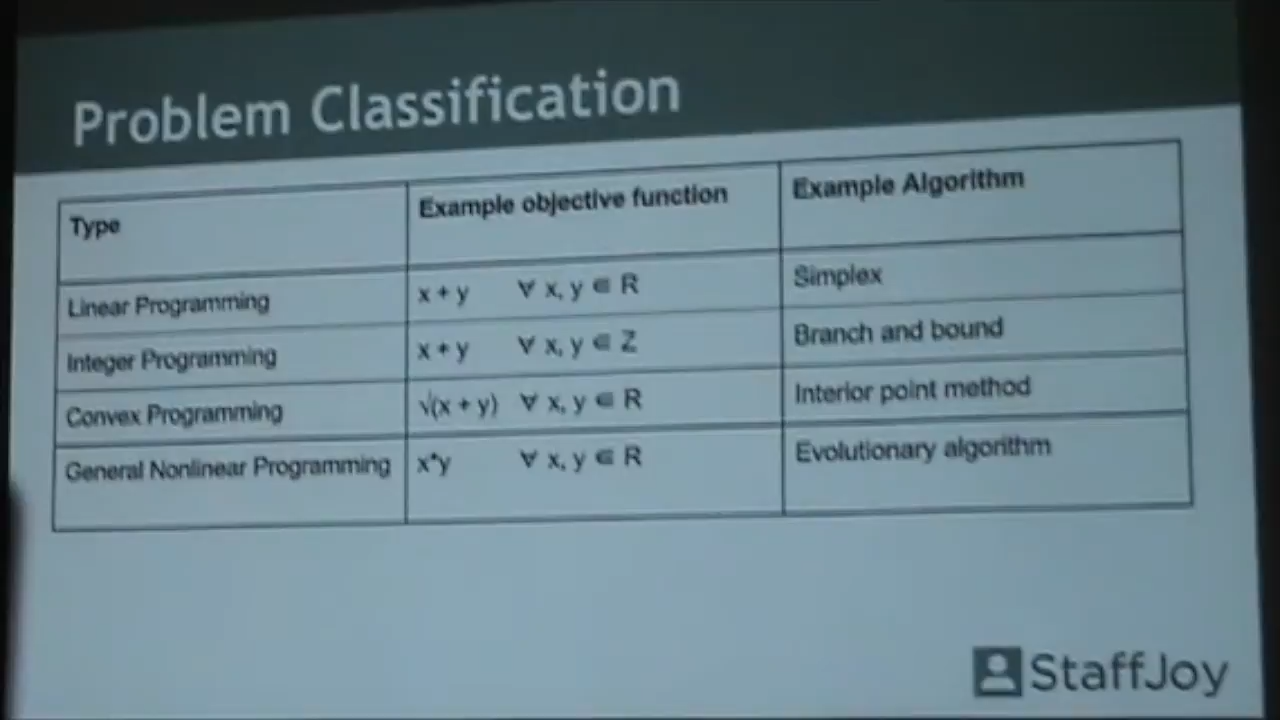 Problem Classification
Type Example objective function Example Algorithm
Linear Programming x + y ∀ x, y ∈ R Simplex
Integer Programming x + y ∀ x, y ∈ Z Branch and bound
Convex Programming √(x + y) ∀ x, y ∈ R Interior point method
General Nonlinear Programming x*y ∀ x, y ∈ R Evolutionary algorithm
StaffJoy